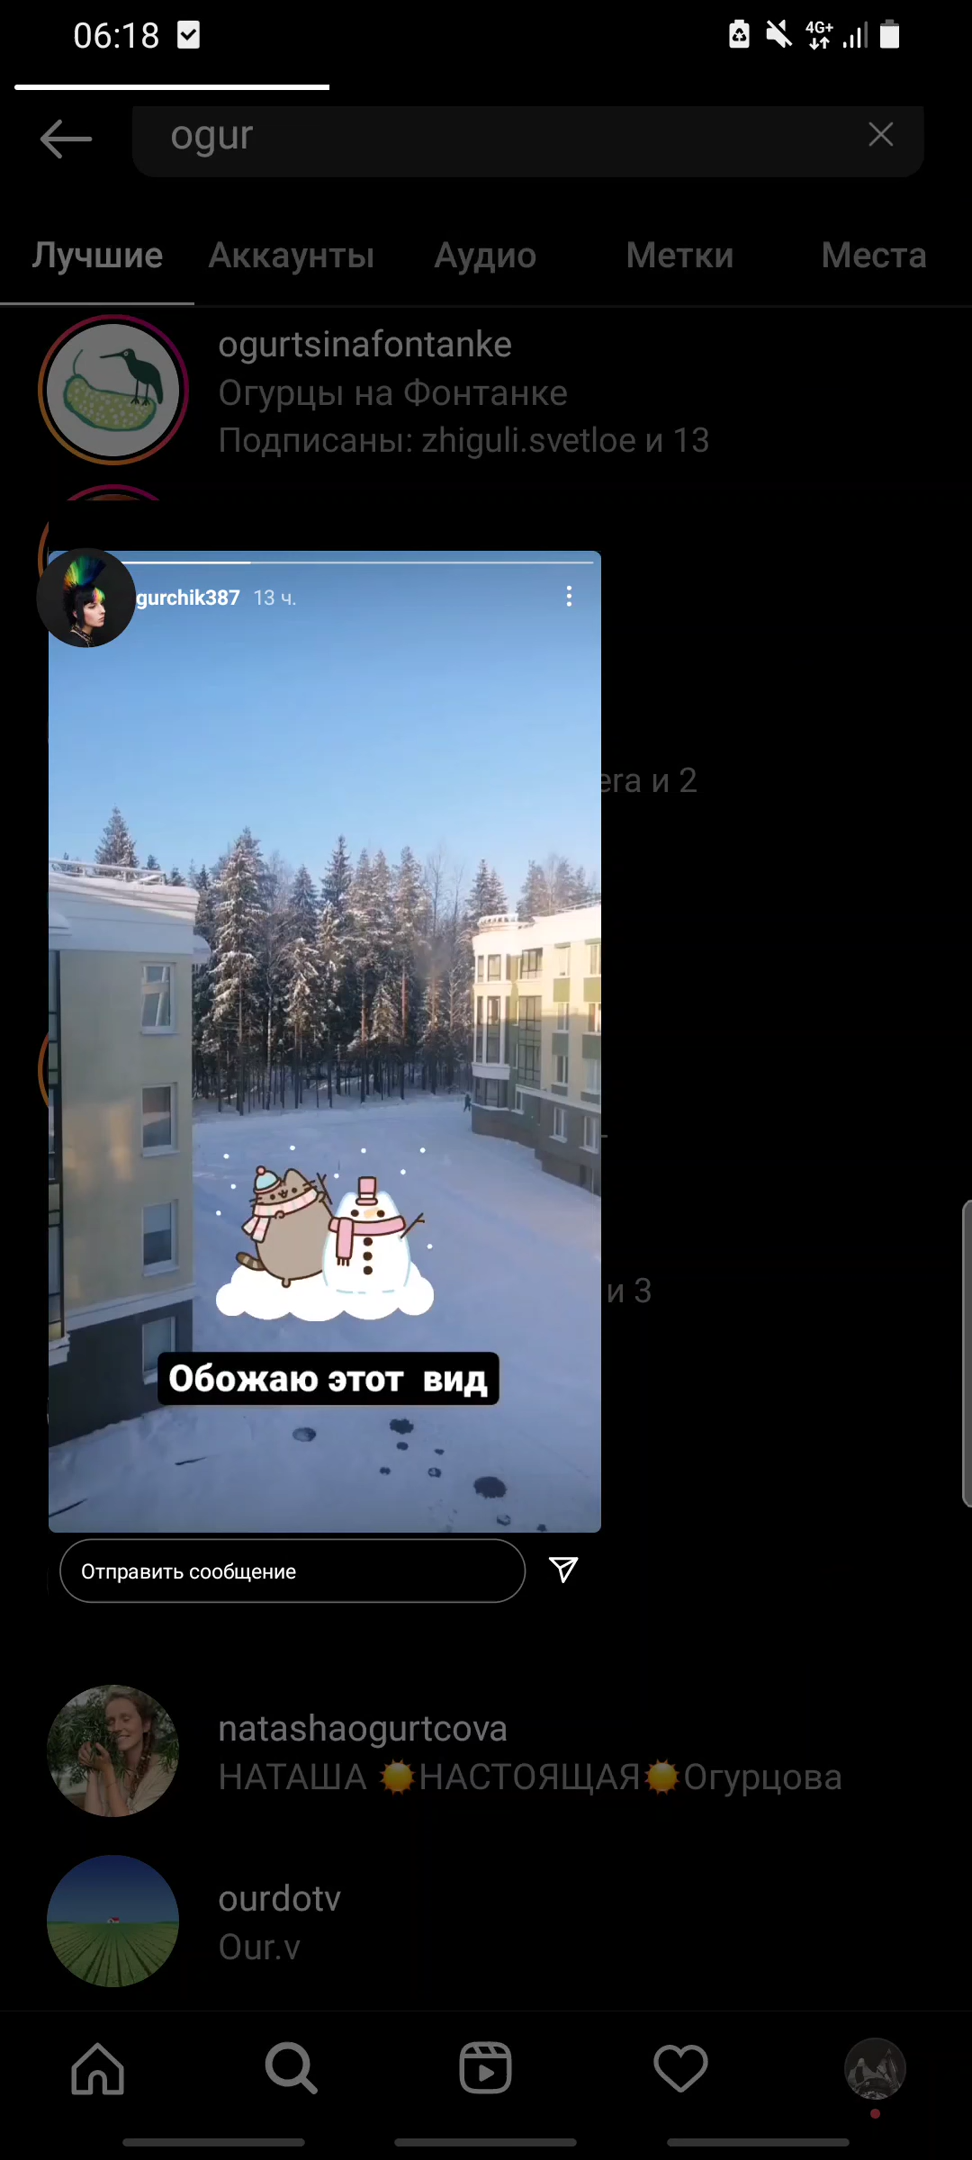 06:18
4G+
ogur
Лучшие Аккаунты Аудио Метки Места
ogurtsinafontanke
Огурцы на Фонтанке
Подписаны: zhiguli.svetloe и 13
gurchik387 13 ч.
era и 2
и 3
Обожаю этот вид
Отправить сообщение
natashaogurtcova
НАТАША ☀️НАСТОЯЩАЯ☀️Огурцова
ourdotv
Our.v